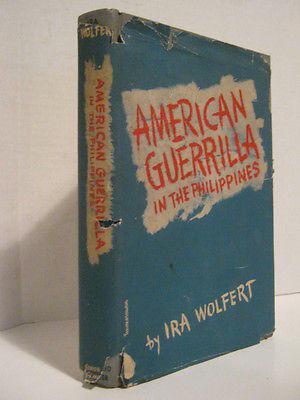 IRA
WOLFERT
AMERICAN GUERRILLA
IN THE PHILIPPINES
AMERICAN
GUERRILLA
IN THE PHILIPPINES
by IRA WOLFERT